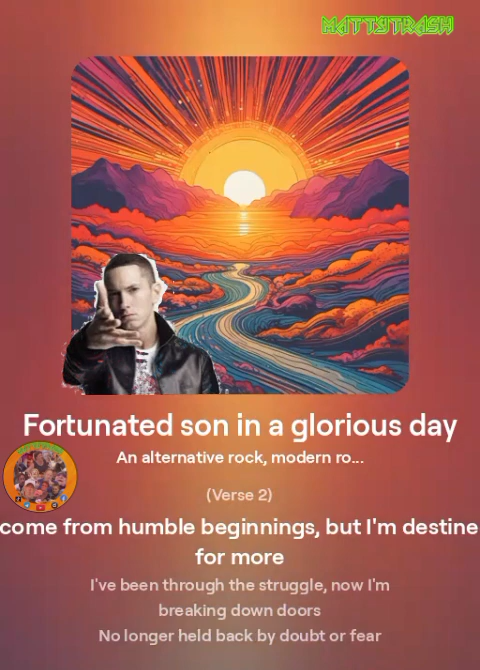 MATTYTRASH
Fortunated son in a glorious day
An alternative rock, modern ro...
(Verse 2)
come from humble beginnings, but I'm destine
for more
I've been through the struggle, now I'm
breaking down doors
No longer held back by doubt or fear